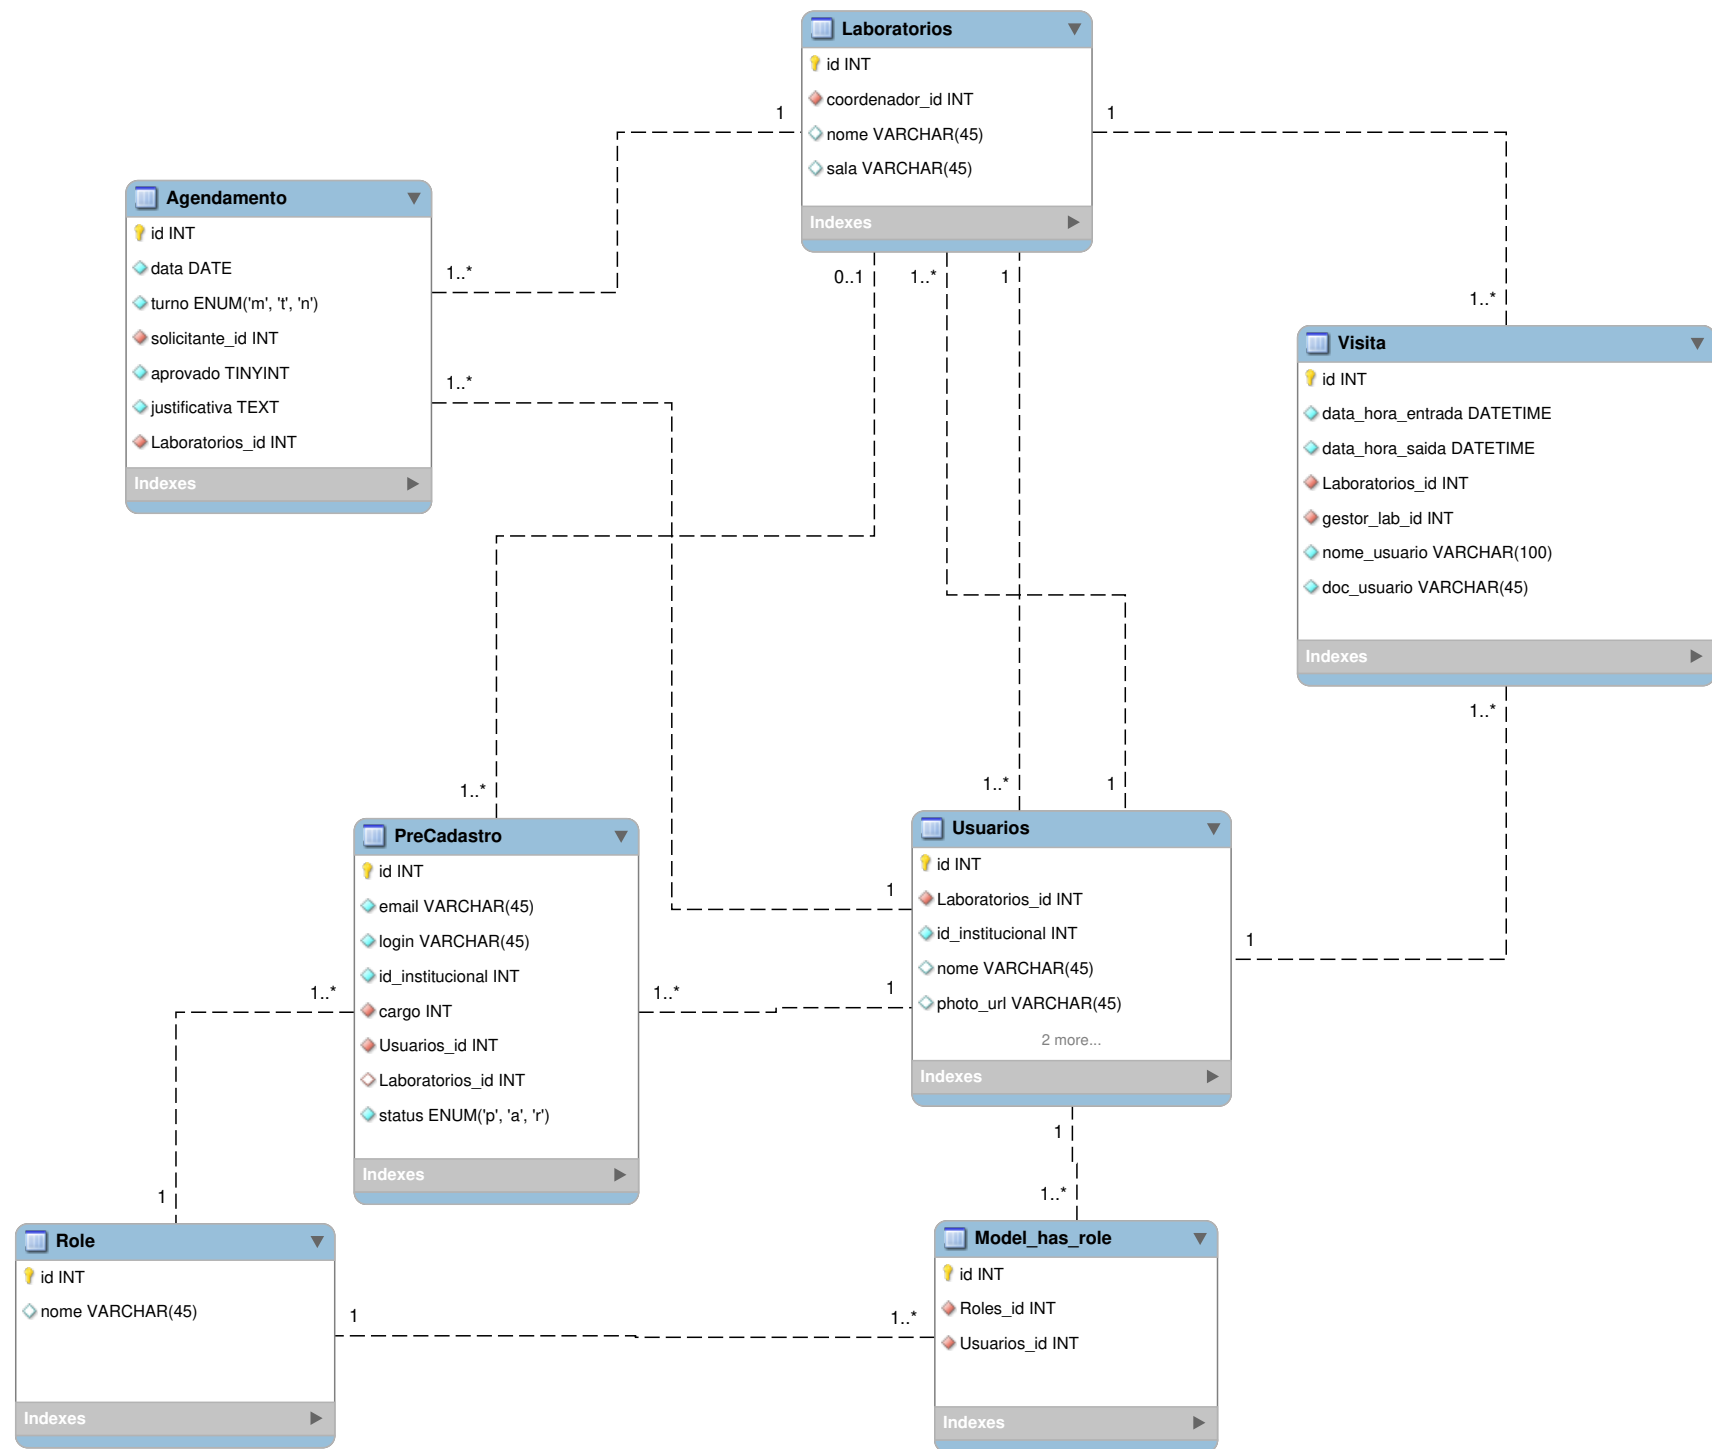 Laboratorios
id INT
coordenador_id INT
nome VARCHAR(45)
sala VARCHAR(45)
Indexes
1
1
0..1
1..*
1
Agendamento
id INT
data DATE
turno ENUM('m', 't', 'n')
solicitante_id INT
aprovado TINYINT
justificativa TEXT
Laboratorios_id INT
Indexes
1..*
1..*
1..*
Visita
id INT
data_hora_entrada DATETIME
data_hora_saida DATETIME
Laboratorios_id INT
gestor_lab_id INT
nome_usuario VARCHAR(100)
doc_usuario VARCHAR(45)
Indexes
1..*
1..*
1..*
1
PreCadastro
id INT
email VARCHAR(45)
login VARCHAR(45)
id_institucional INT
cargo INT
Usuarios_id INT
Laboratorios_id INT
status ENUM('p', 'a', 'r')
Indexes
1..*
1..*
1
1
1
Usuarios
id INT
Laboratorios_id INT
id_institucional INT
nome VARCHAR(45)
photo_url VARCHAR(45)
2 more...
Indexes
1
1..*
1
Role
id INT
nome VARCHAR(45)
Indexes
1
1..*
Model_has_role
id INT
Roles_id INT
Usuarios_id INT
Indexes